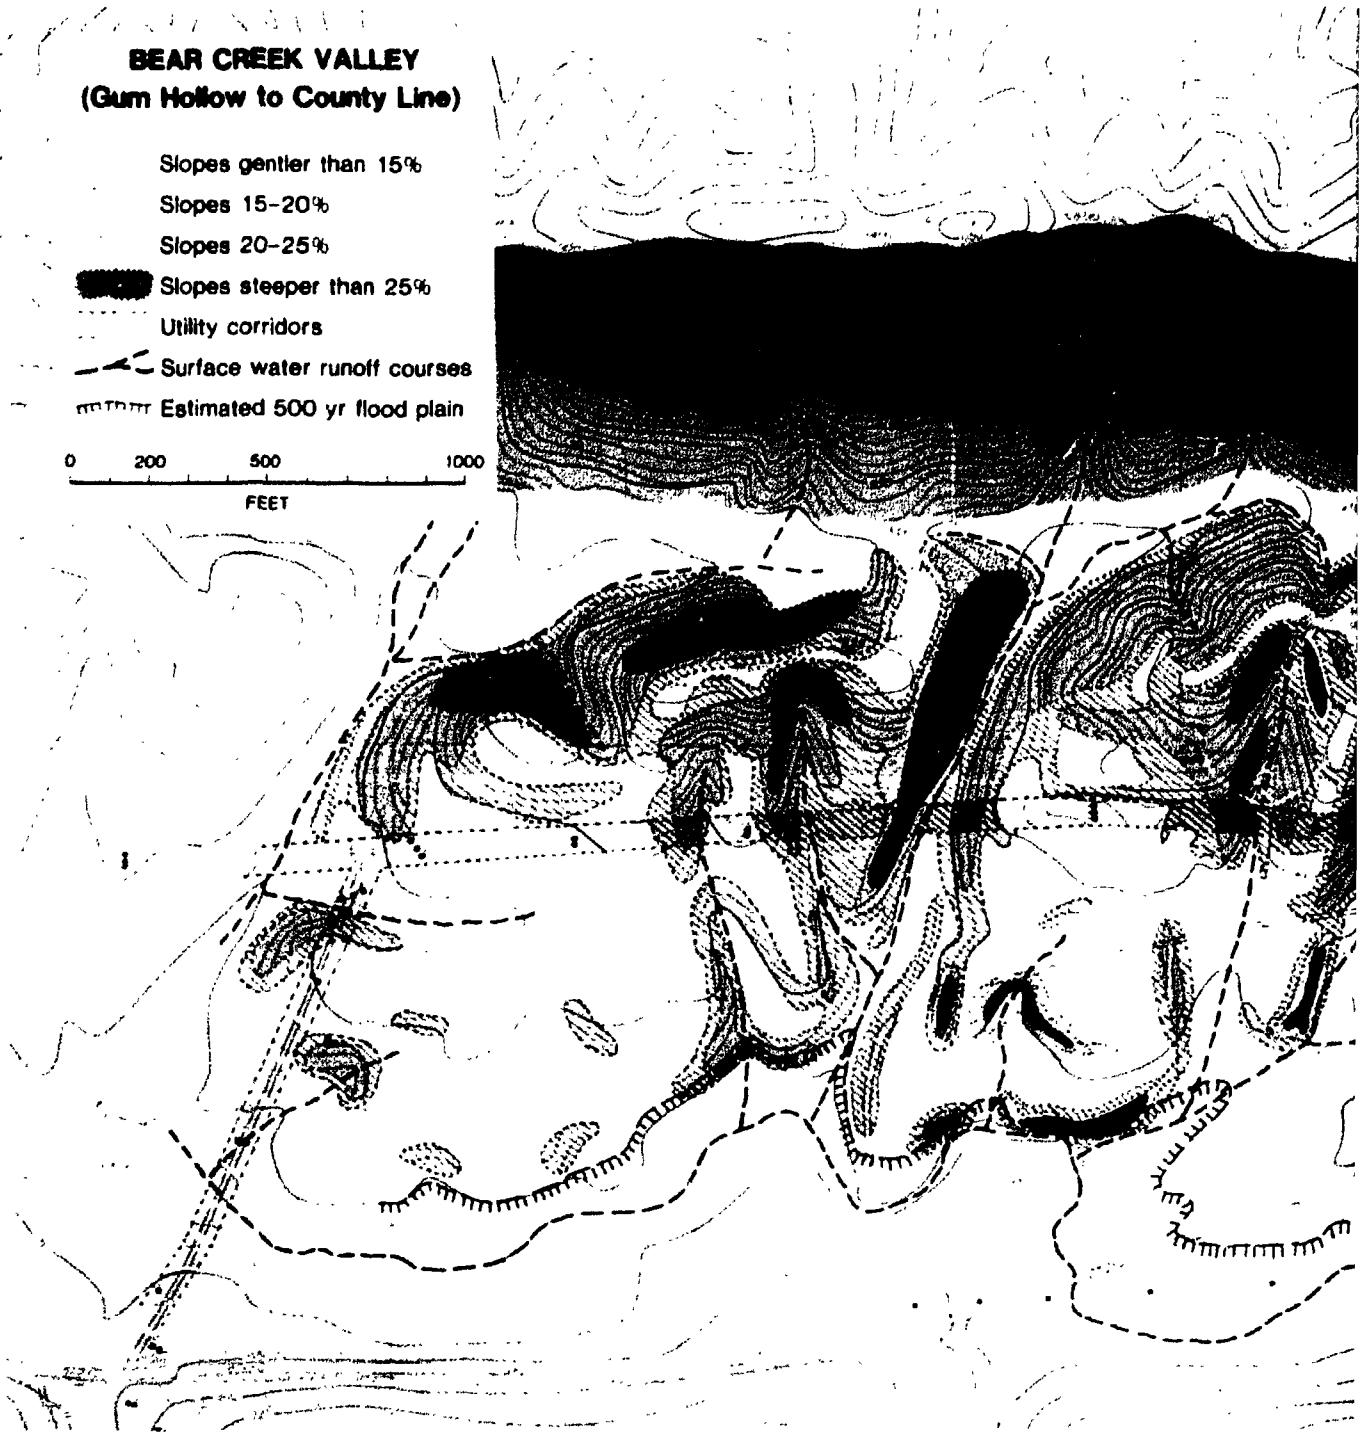 BEAR CREEK VALLEY
(Gum Hollow to County Line)
Slopes gentler than 15%
Slopes 15-20%
Slopes 20-25%
Slopes steeper than 25%
Utility corridors
Surface water runoff courses
Estimated 500 yr flood plain
0 200 500 1000
FEET